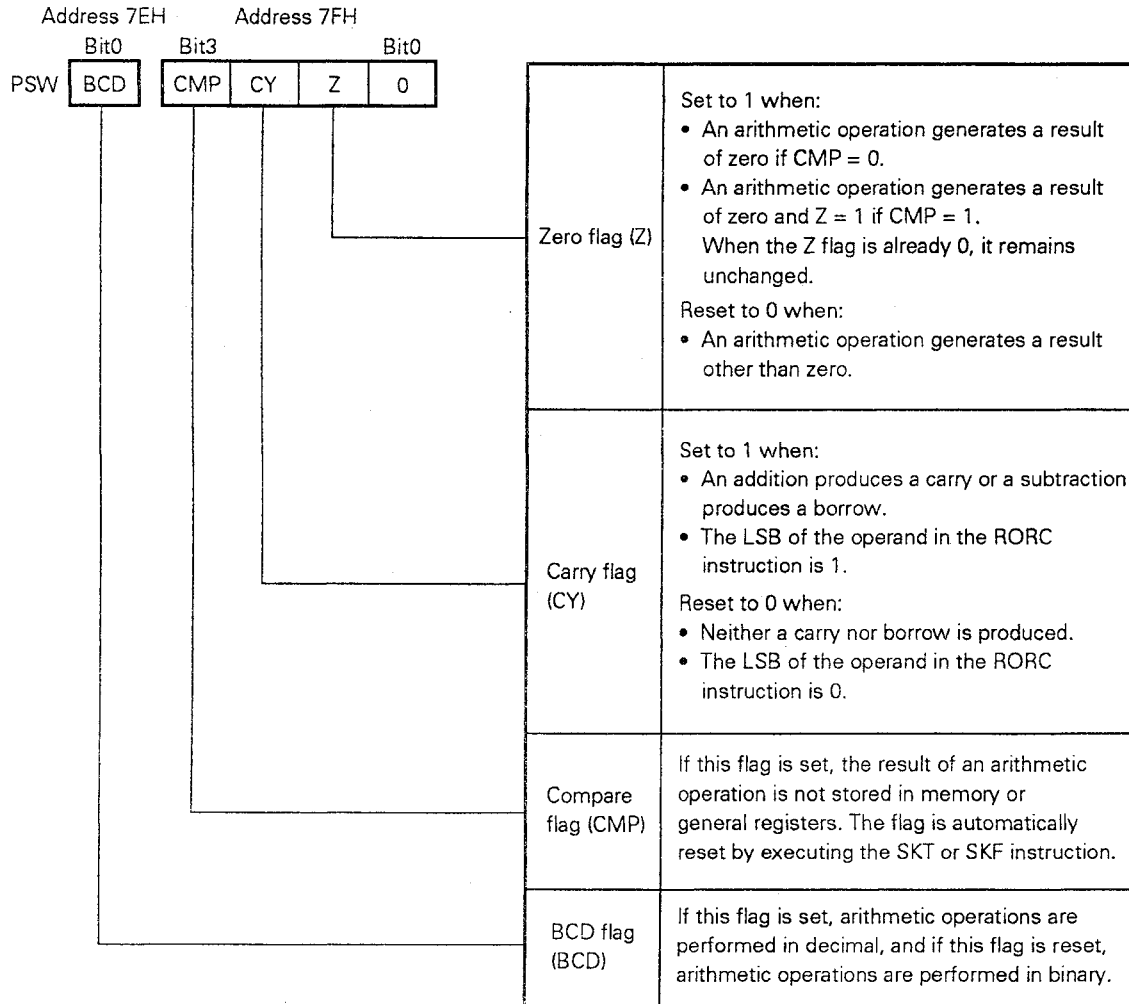 Address 7EH Address 7FH
Bit0 Bit3 Bit0
PSW BCD CMP CY Z 0
Zero flag (Z)
Set to 1 when:
• An arithmetic operation generates a result
of zero if CMP = 0.
• An arithmetic operation generates a result
of zero and Z = 1 if CMP = 1.
When the Z flag is already 0, it remains
unchanged.
Reset to 0 when:
• An arithmetic operation generates a result
other than zero.
Carry flag
(CY)
Set to 1 when:
• An addition produces a carry or a subtraction
produces a borrow.
• The LSB of the operand in the RORC
instruction is 1.
Reset to 0 when:
• Neither a carry nor borrow is produced.
• The LSB of the operand in the RORC
instruction is 0.
Compare
flag (CMP)
If this flag is set, the result of an arithmetic
operation is not stored in memory or
general registers. The flag is automatically
reset by executing the SKT or SKF instruction.
BCD flag
(BCD)
If this flag is set, arithmetic operations are
performed in decimal, and if this flag is reset,
arithmetic operations are performed in binary.